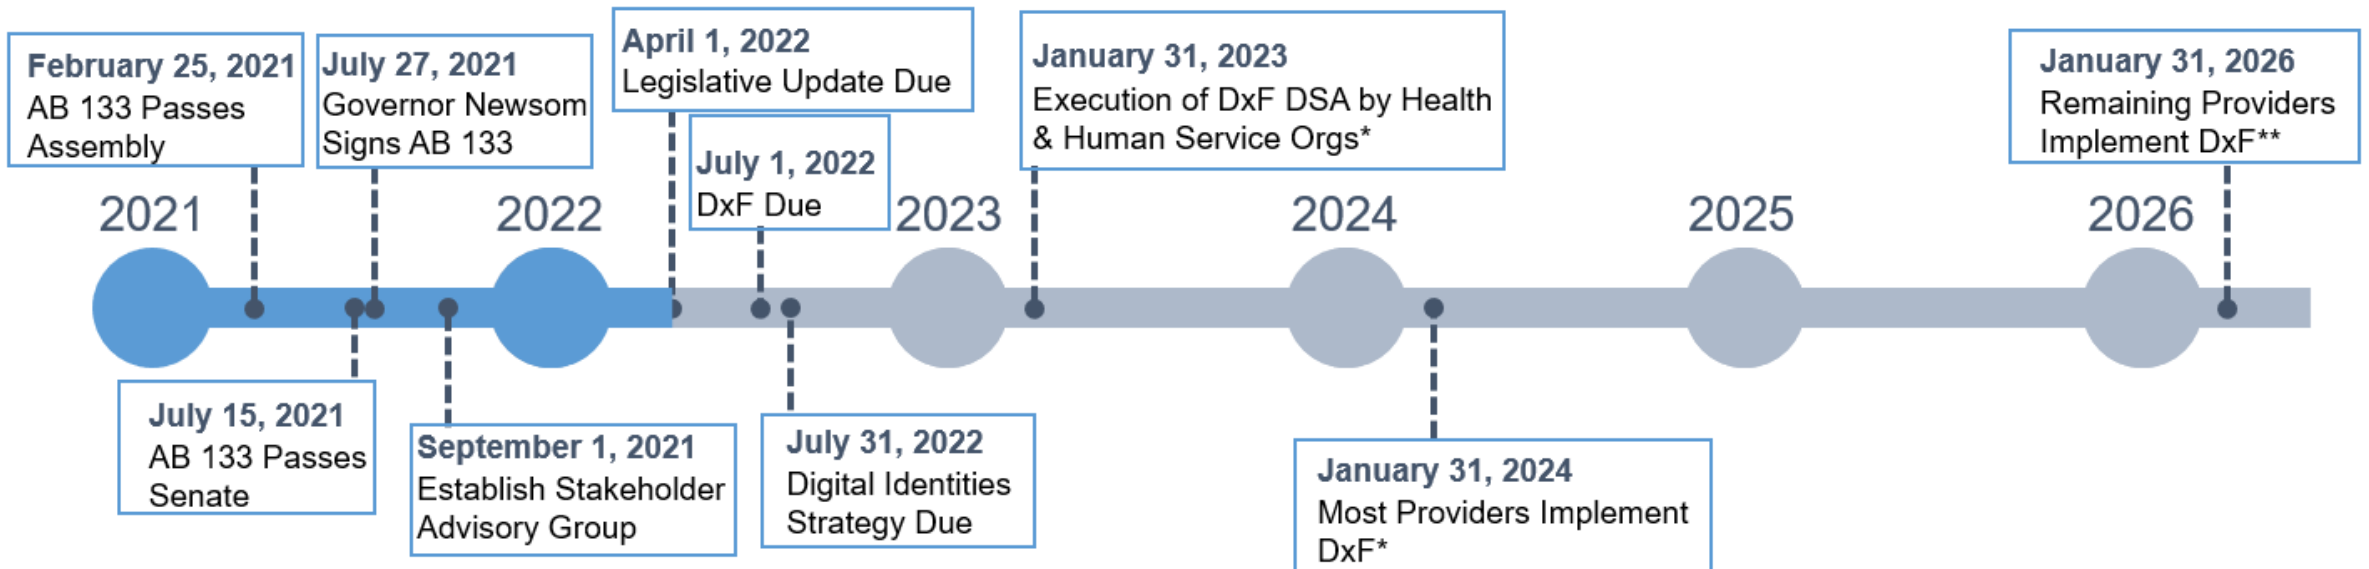 February 25, 2021
AB 133 Passes
Assembly
July 27, 2021
Governor Newsom
Signs AB 133
April 1, 2022
Legislative Update Due
July 1, 2022
DxF Due
January 31, 2023
Execution of DxF DSA by Health
& Human Service Orgs*
January 31, 2026
Remaining Providers
Implement DxF**
2021
2022
2023
2024
2025
2026
July 15, 2021
AB 133 Passes
Senate
September 1, 2021
Establish Stakeholder
Advisory Group
July 31, 2022
Digital Identities
Strategy Due
January 31, 2024
Most Providers Implement
DxF*